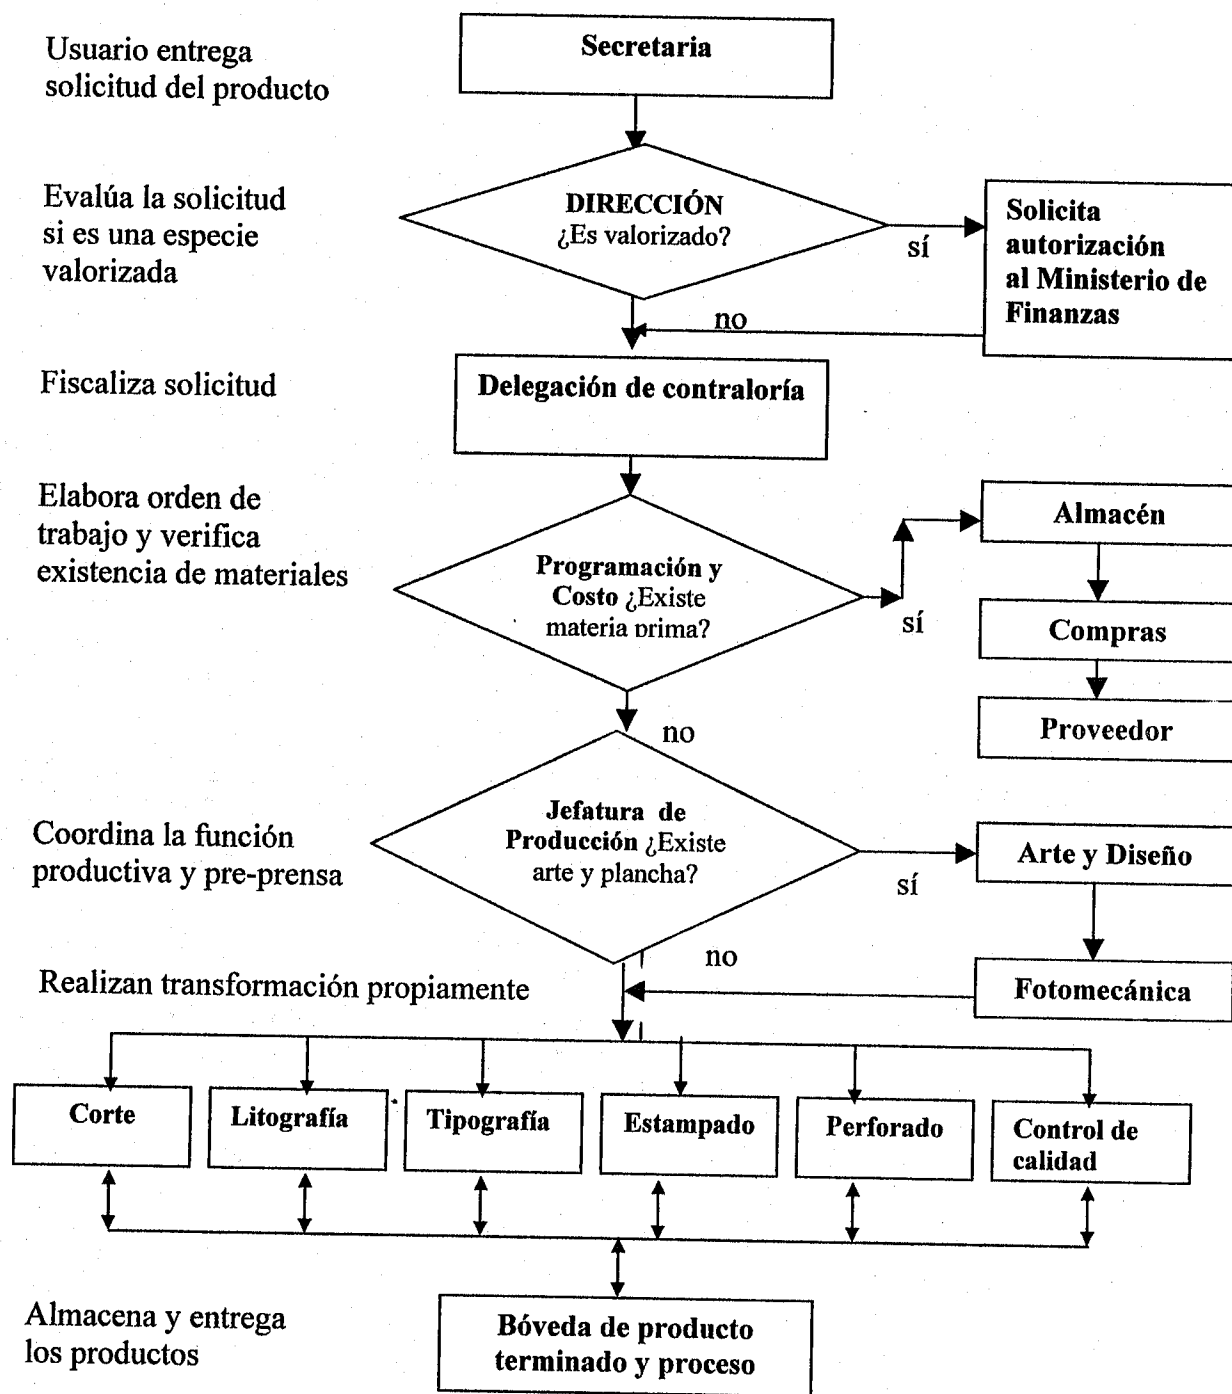 Usuario entrega
solicitud del producto
Secretaria
Evalúa la solicitud
si es una especie
valorizada
DIRECCIÓN
¿Es valorizado?
sí
Solicita
autorización
al Ministerio de
Finanzas
no
Fiscaliza solicitud
Delegación de contraloría
Elabora orden de
trabajo y verifica
existencia de materiales
Programación y
Costo ¿Existe
materia prima?
sí
Almacén
Compras
Proveedor
no
Coordina la función
productiva y pre-prensa
Jefatura de
Producción ¿Existe
arte y plancha?
sí
Arte y Diseño
no
Fotomecánica
Realizan transformación propiamente
Corte
Litografía
Tipografía
Estampado
Perforado
Control de
calidad
Almacena y entrega
los productos
Bóveda de producto
terminado y proceso